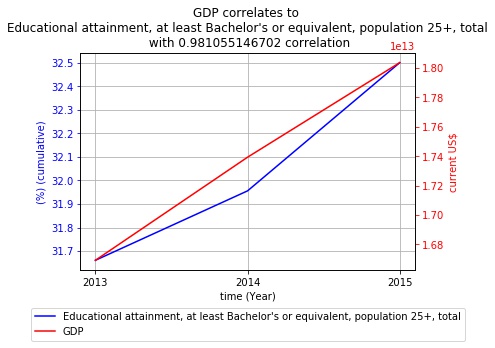 GDP correlates to
Educational attainment, at least Bachelor's or equivalent, population 25+, total
with 0.981055146702 correlation
1e13
32.5
32.4
32.3
32.2
32.1
32.0
31.9
31.8
31.7
(%) (cumulative)
1.80
1.78
1.76
1.74
1.72
1.70
1.68
current US$
2013
2014
2015
time (Year)
Educational attainment, at least Bachelor's or equivalent, population 25+, total
GDP